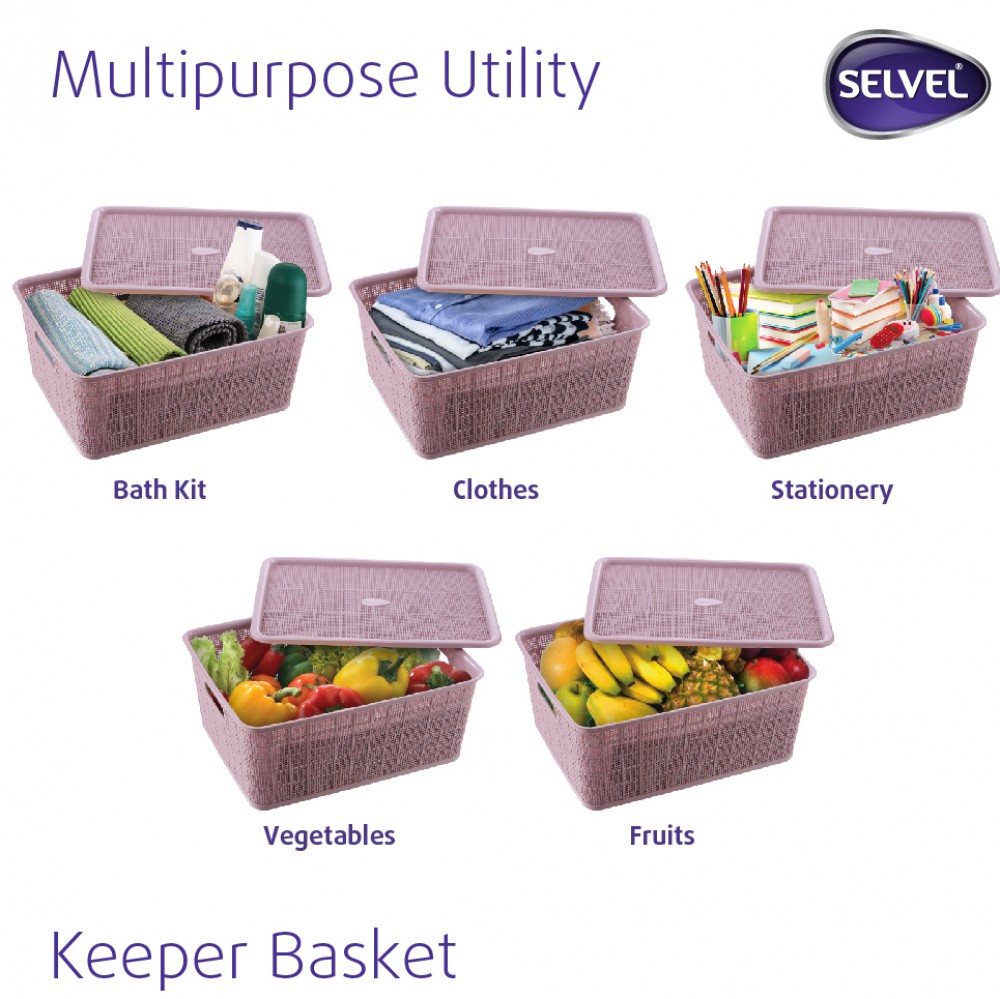 Multipurpose Utility
SELVEL®
Bath Kit
Clothes
Stationery
Vegetables
Fruits
Keeper Basket